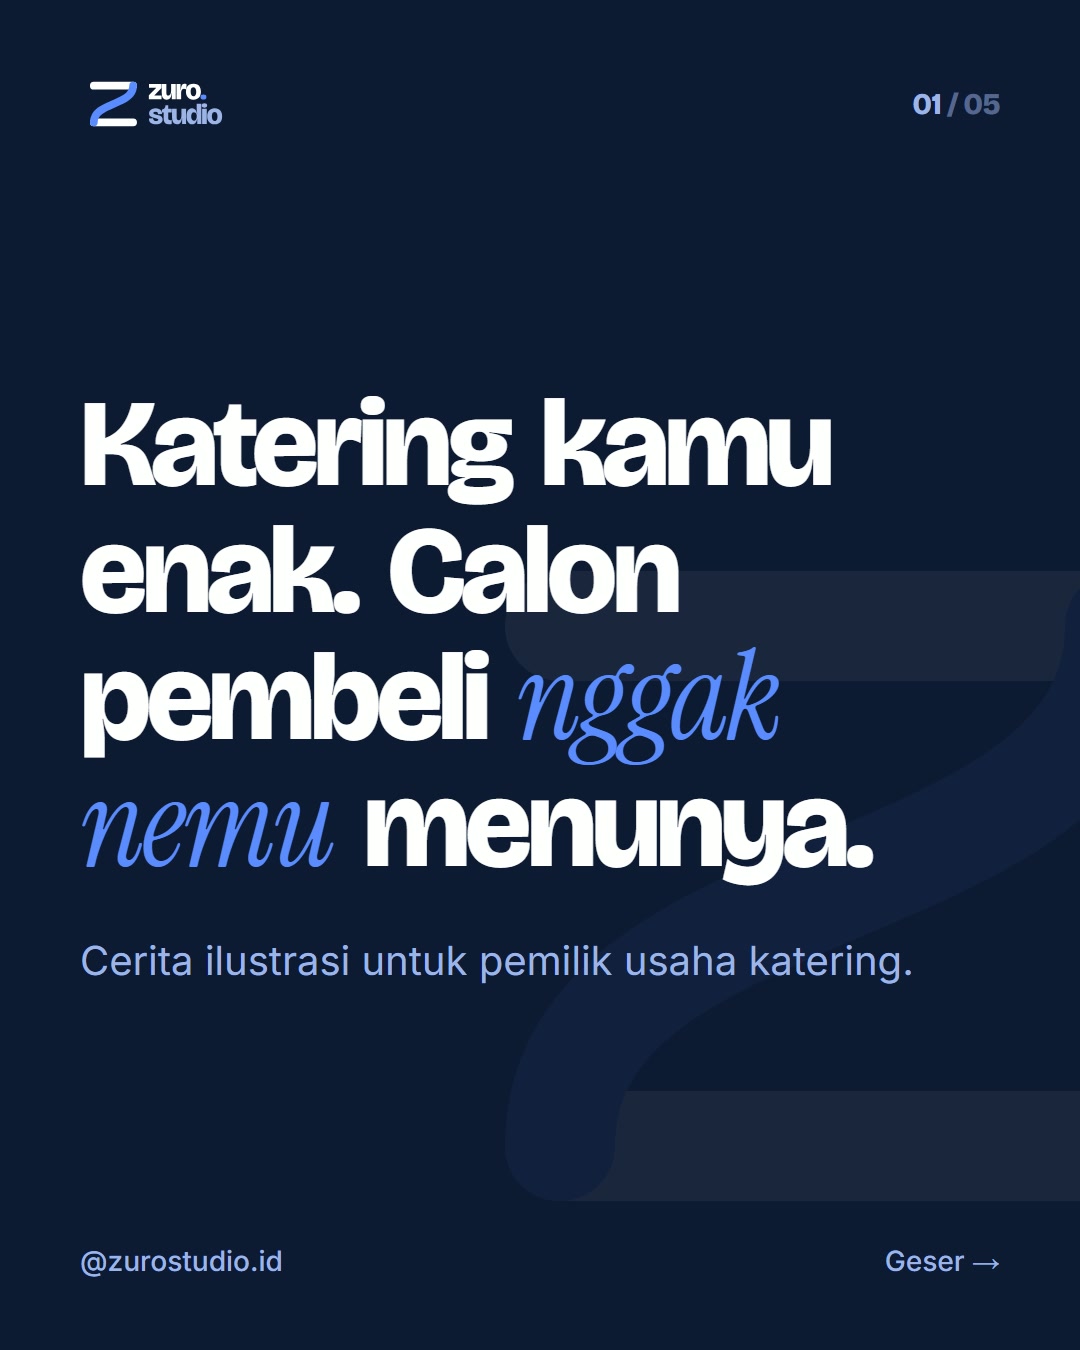 zuro.
studio
01 / 05
Katering kamu
enak. Calon
pembeli nggak
nemu menunya.
Cerita ilustrasi untuk pemilik usaha katering.
@zurostudio.id
Geser →